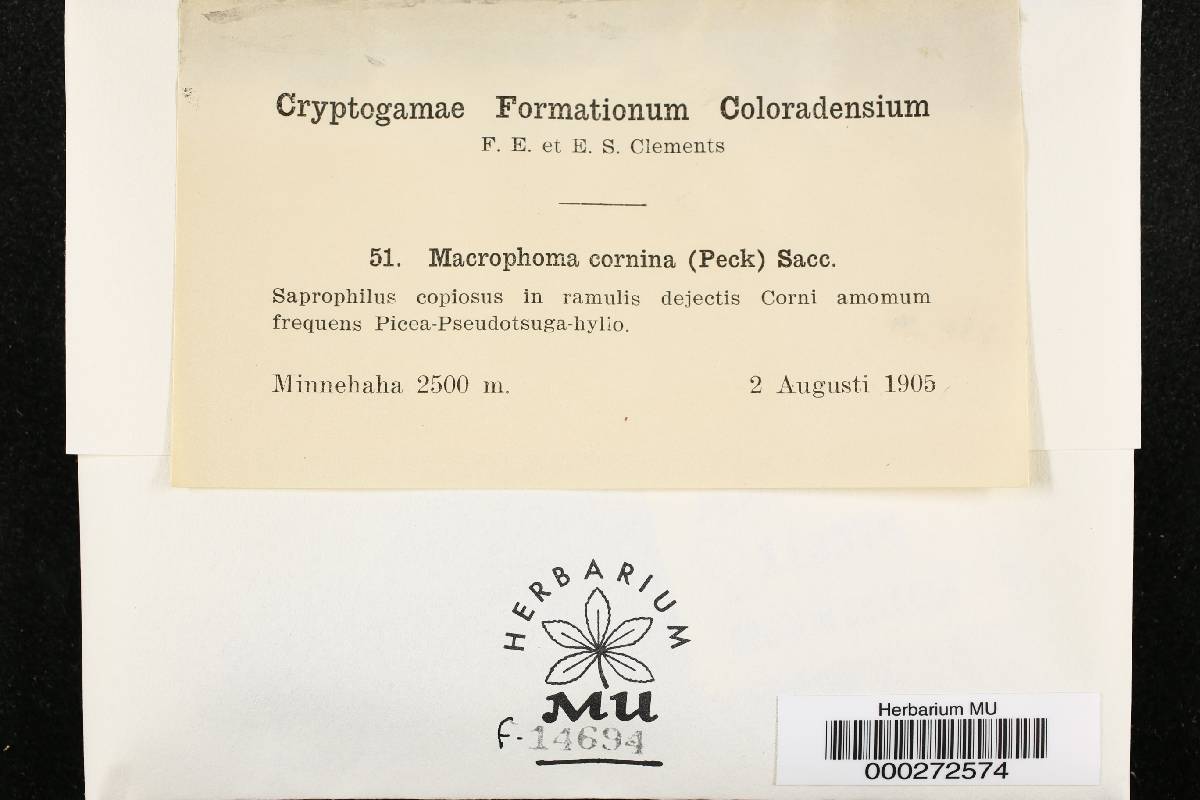 Cryptogamae Formationum Coloradensium
F. E. et E. S. Clements
51. Macrophoma cornina (Peck) Sacc.
Saprophilus copiosus in ramulis dejectis Corni amomum
frequens Picea-Pseudotsuga-hylio.
Minnehaha 2500 m. 2 Augusti 1905
HERBARIUM
MU
F-14694
Herbarium MU
000272574